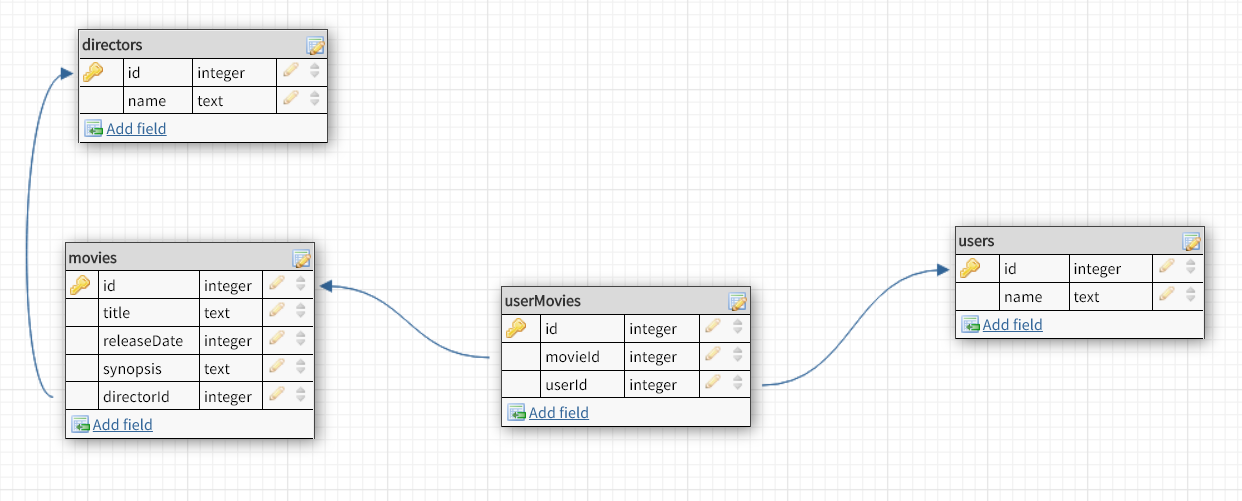 directors
id integer
name text
Add field
movies
id integer
title text
releaseDate integer
synopsis text
directorId integer
Add field
userMovies
id integer
movieId integer
userId integer
Add field
users
id integer
name text
Add field